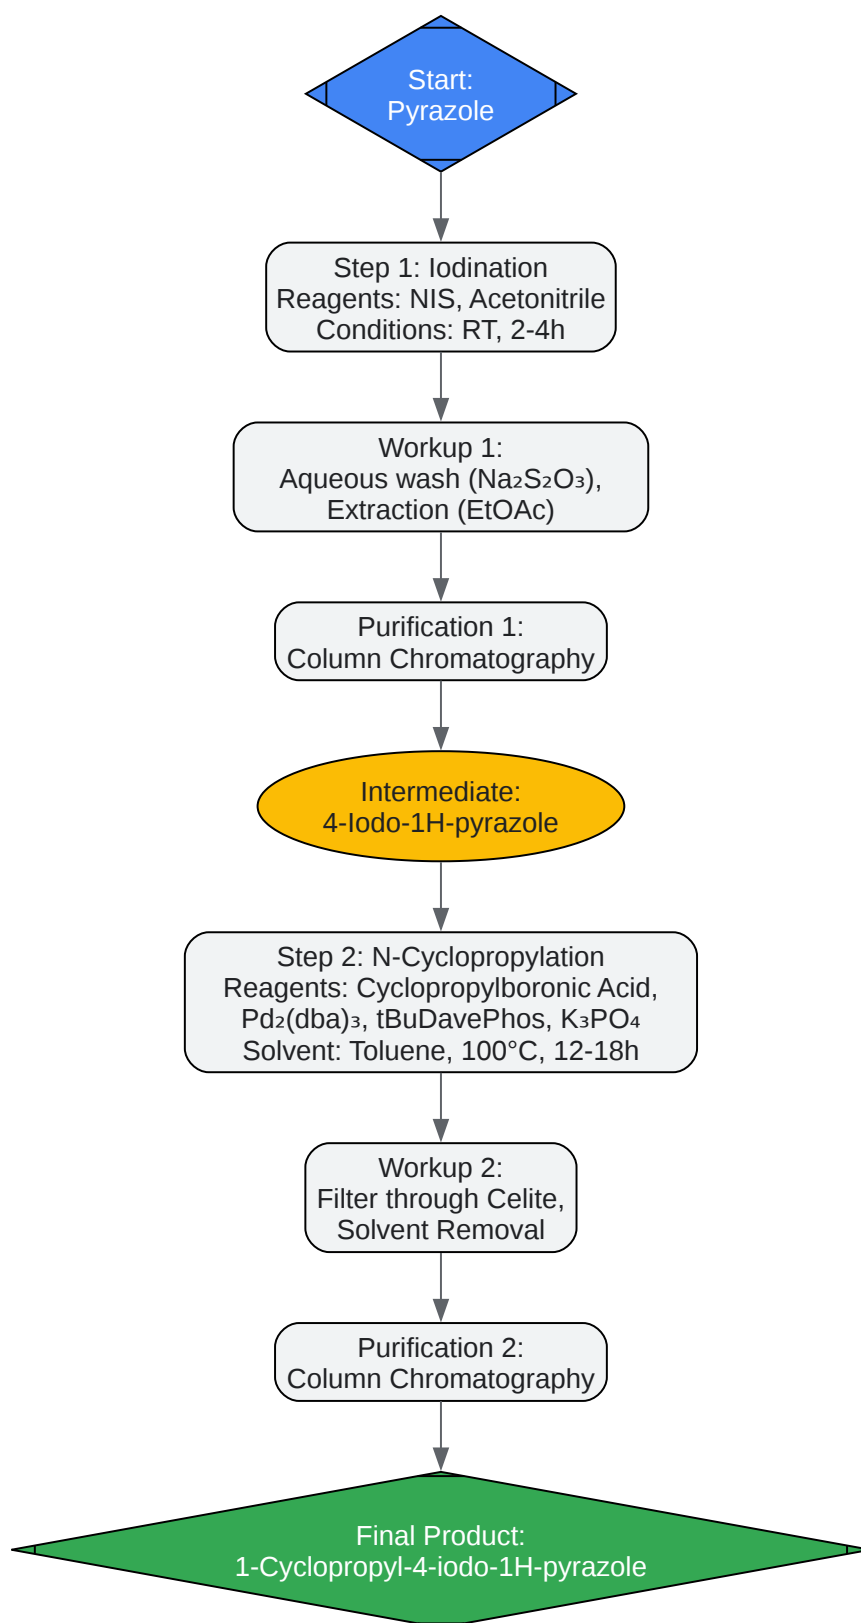 Start:
Pyrazole
Step 1: Iodination
Reagents: NIS, Acetonitrile
Conditions: RT, 2-4h
Workup 1:
Aqueous wash (Na₂S₂O₃),
Extraction (EtOAc)
Purification 1:
Column Chromatography
Intermediate:
4-Iodo-1H-pyrazole
Step 2: N-Cyclopropylation
Reagents: Cyclopropylboronic Acid,
Pd₂(dba)₃, tBuDavePhos, K₃PO₄
Solvent: Toluene, 100°C, 12-18h
Workup 2:
Filter through Celite,
Solvent Removal
Purification 2:
Column Chromatography
Final Product:
1-Cyclopropyl-4-iodo-1H-pyrazole